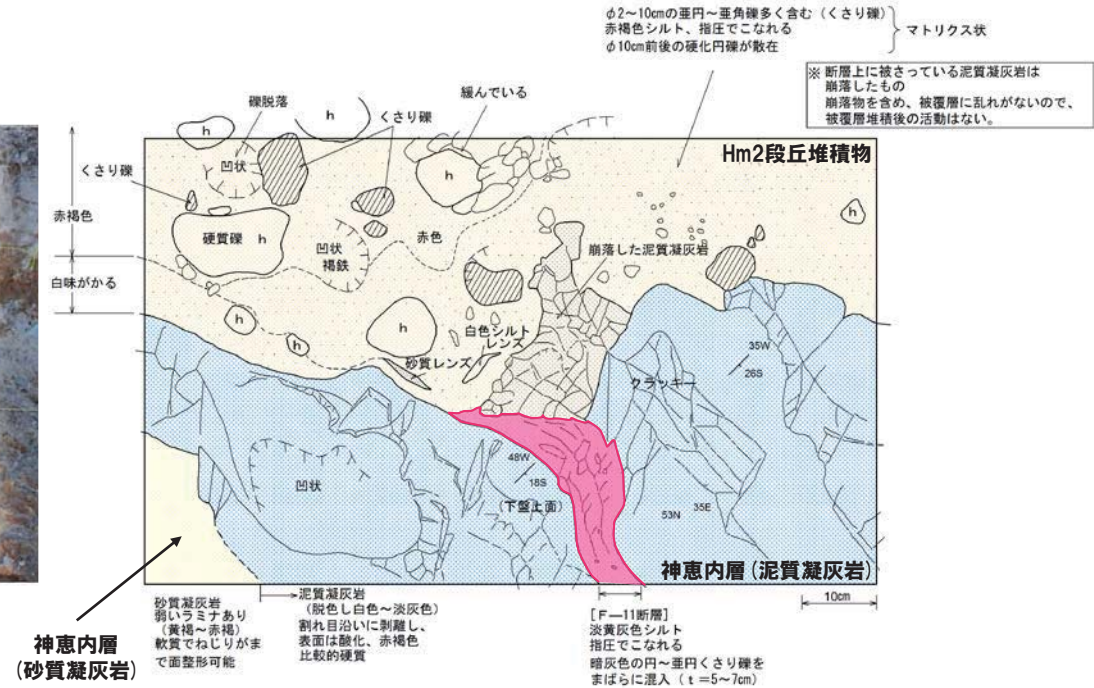 φ2～10cmの亜円～亜角礫多く含む（くさり礫）
赤褐色シルト、指圧でこなれる
φ10cm前後の硬化円礫が散在
マトリクス状
※ 断層上に被さっている泥質凝灰岩は
崩落したもの
崩落物を含め、被覆層に乱れがないので、
被覆層堆積後の活動はない。
礫脱落
h
h
緩んでいる
くさり礫
Hm2段丘堆積物
凹状
くさり礫
h
h
赤褐色
硬質礫 h
赤色
凹状
褐鉄
崩落した泥質凝灰岩
白味がかる
h
h
白色シルト
レンズ
h
砂質レンズ
35W
26S
クラッキー
48W
18S
凹状
（下盤上面）
53N 35E
神恵内層（泥質凝灰岩）
10cm
砂質凝灰岩
弱いラミナあり
（黄褐～赤褐）
軟質でねじりがま
で面整形可能
泥質凝灰岩
（脱色し白色～淡灰色）
割れ目沿いに剥離し、
表面は酸化、赤褐色
比較的硬質
［F－11断層］
淡黄灰色シルト
指圧でこなれる
暗灰色の円～亜円くさり礫を
まばらに混入（t＝5～7cm）
神恵内層
（砂質凝灰岩）